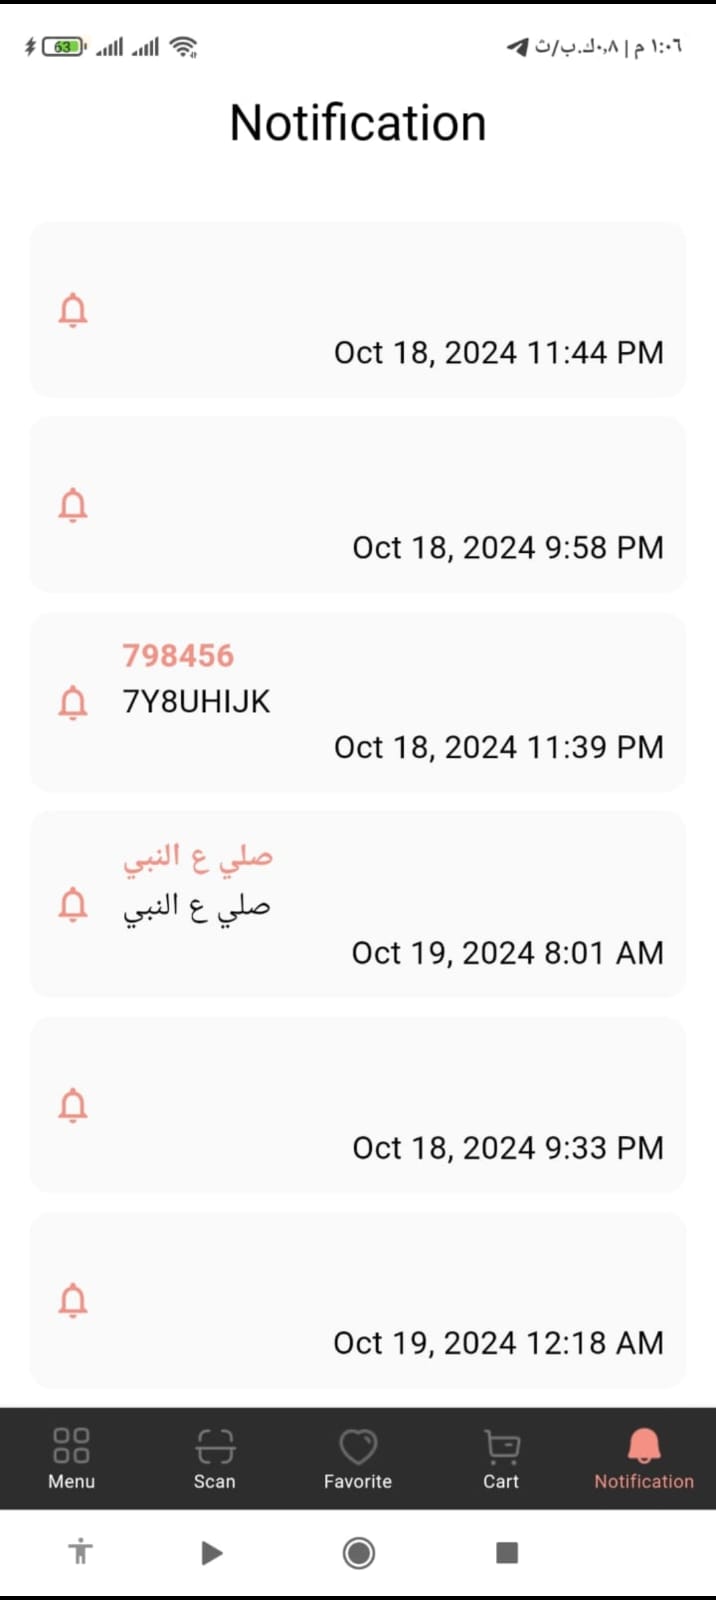 63
١:٠٦ م | ٠٫٨ك.ب/ث
Notification
Oct 18, 2024 11:44 PM
Oct 18, 2024 9:58 PM
798456
7Y8UHIJK
Oct 18, 2024 11:39 PM
صلي ع النبي
صلي ع النبي
Oct 19, 2024 8:01 AM
Oct 18, 2024 9:33 PM
Oct 19, 2024 12:18 AM
Menu
Scan
Favorite
Cart
Notification